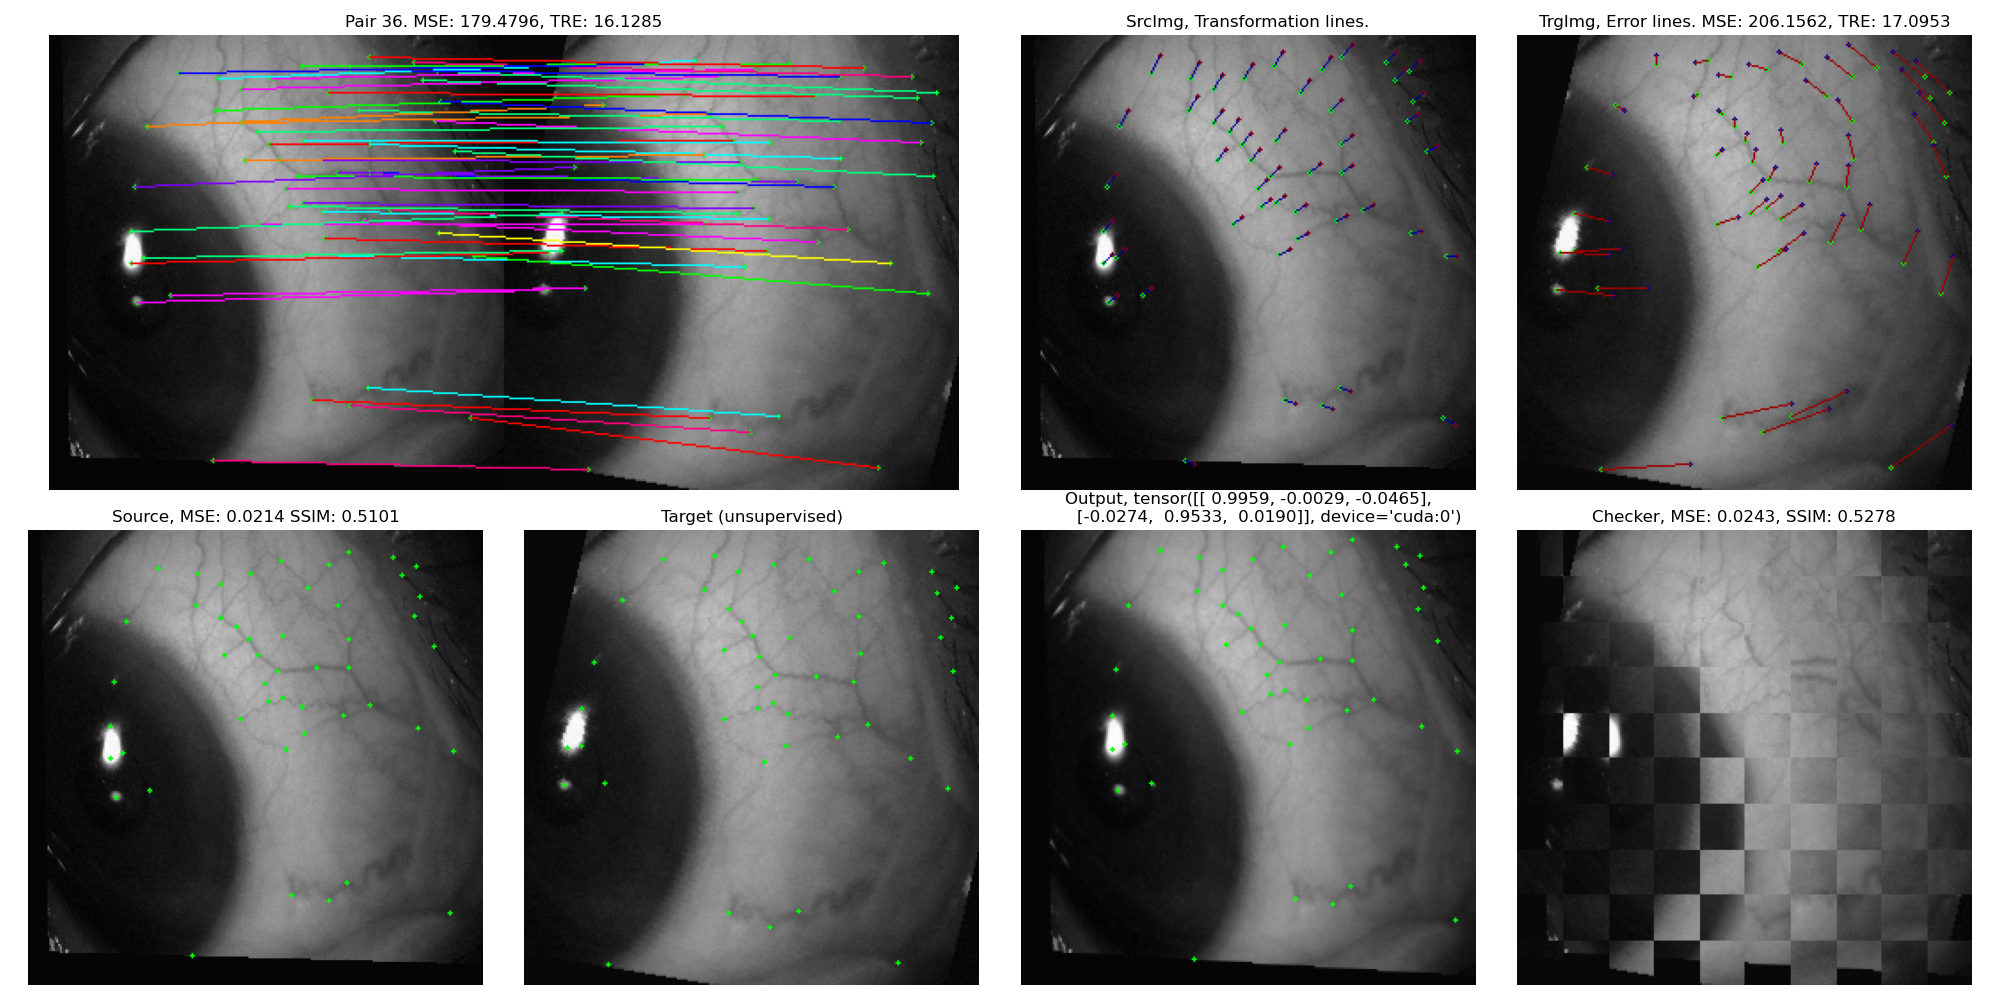 Pair 36. MSE: 179.4796, TRE: 16.1285
SrcImg, Transformation lines.
TrgImg, Error lines. MSE: 206.1562, TRE: 17.0953
Source, MSE: 0.0214 SSIM: 0.5101
Target (unsupervised)
Output, tensor([[ 0.9959, -0.0029, -0.0465],
[-0.0274, 0.9533, 0.0190]], device='cuda:0')
Checker, MSE: 0.0243, SSIM: 0.5278